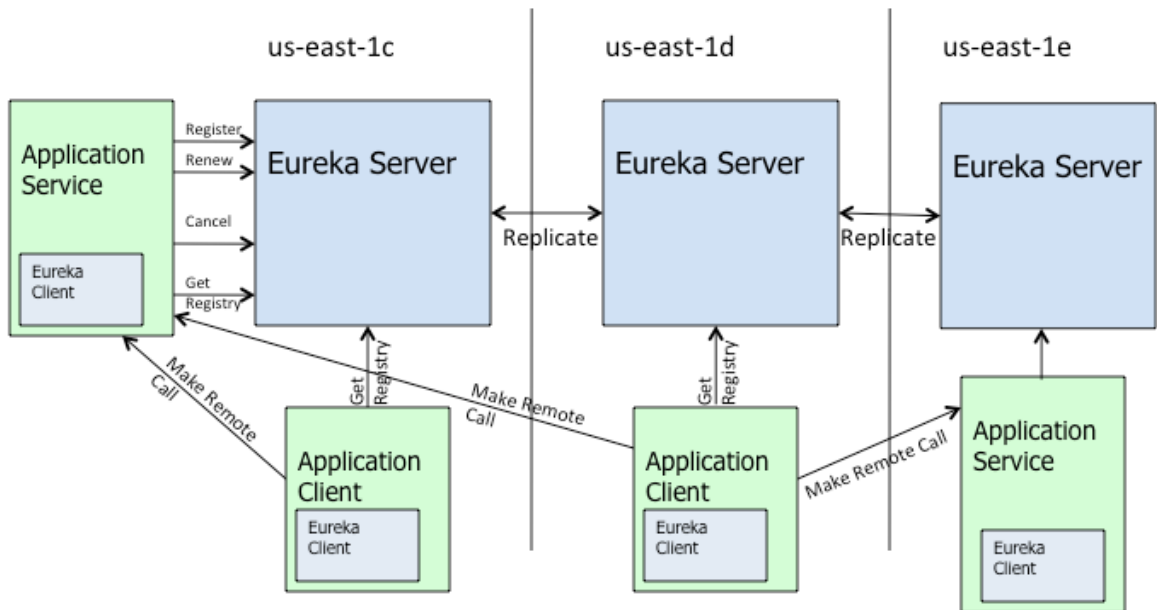 us-east-1c
us-east-1d
us-east-1e
Application
Service
Eureka
Client
Register
Renew
Cancel
Get
Registry
Eureka Server
Replicate
Eureka Server
Replicate
Eureka Server
Make Remote
Call
Get
Registry
Make Remote
Call
Get
Registry
Make Remote Call
Application
Client
Eureka
Client
Application
Client
Eureka
Client
Application
Service
Eureka
Client